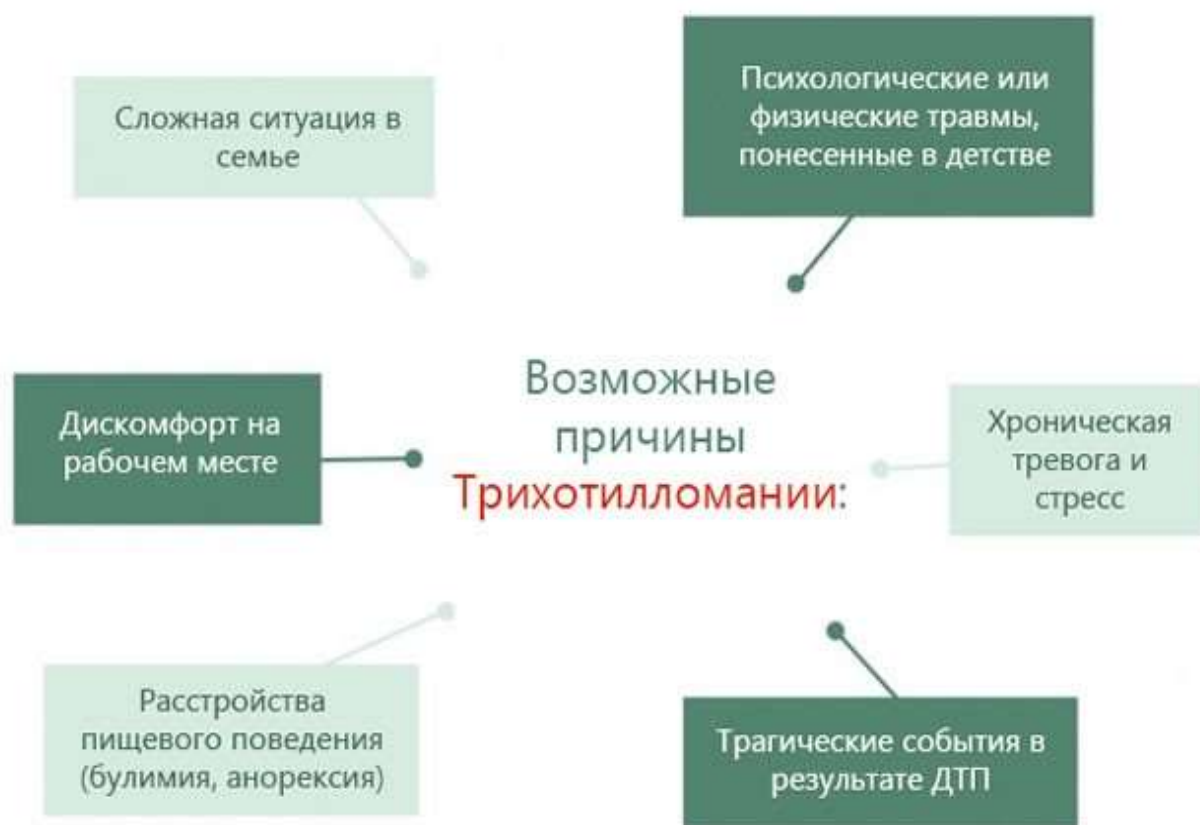 Сложная ситуация в
семье
Психологические или
физические травмы,
понесенные в детстве
Возможные
причины
Трихотилломании:
Дискомфорт на
рабочем месте
Хроническая
тревога и
стресс
Расстройства
пищевого поведения
(булимия, анорексия)
Трагические события в
результате ДТП